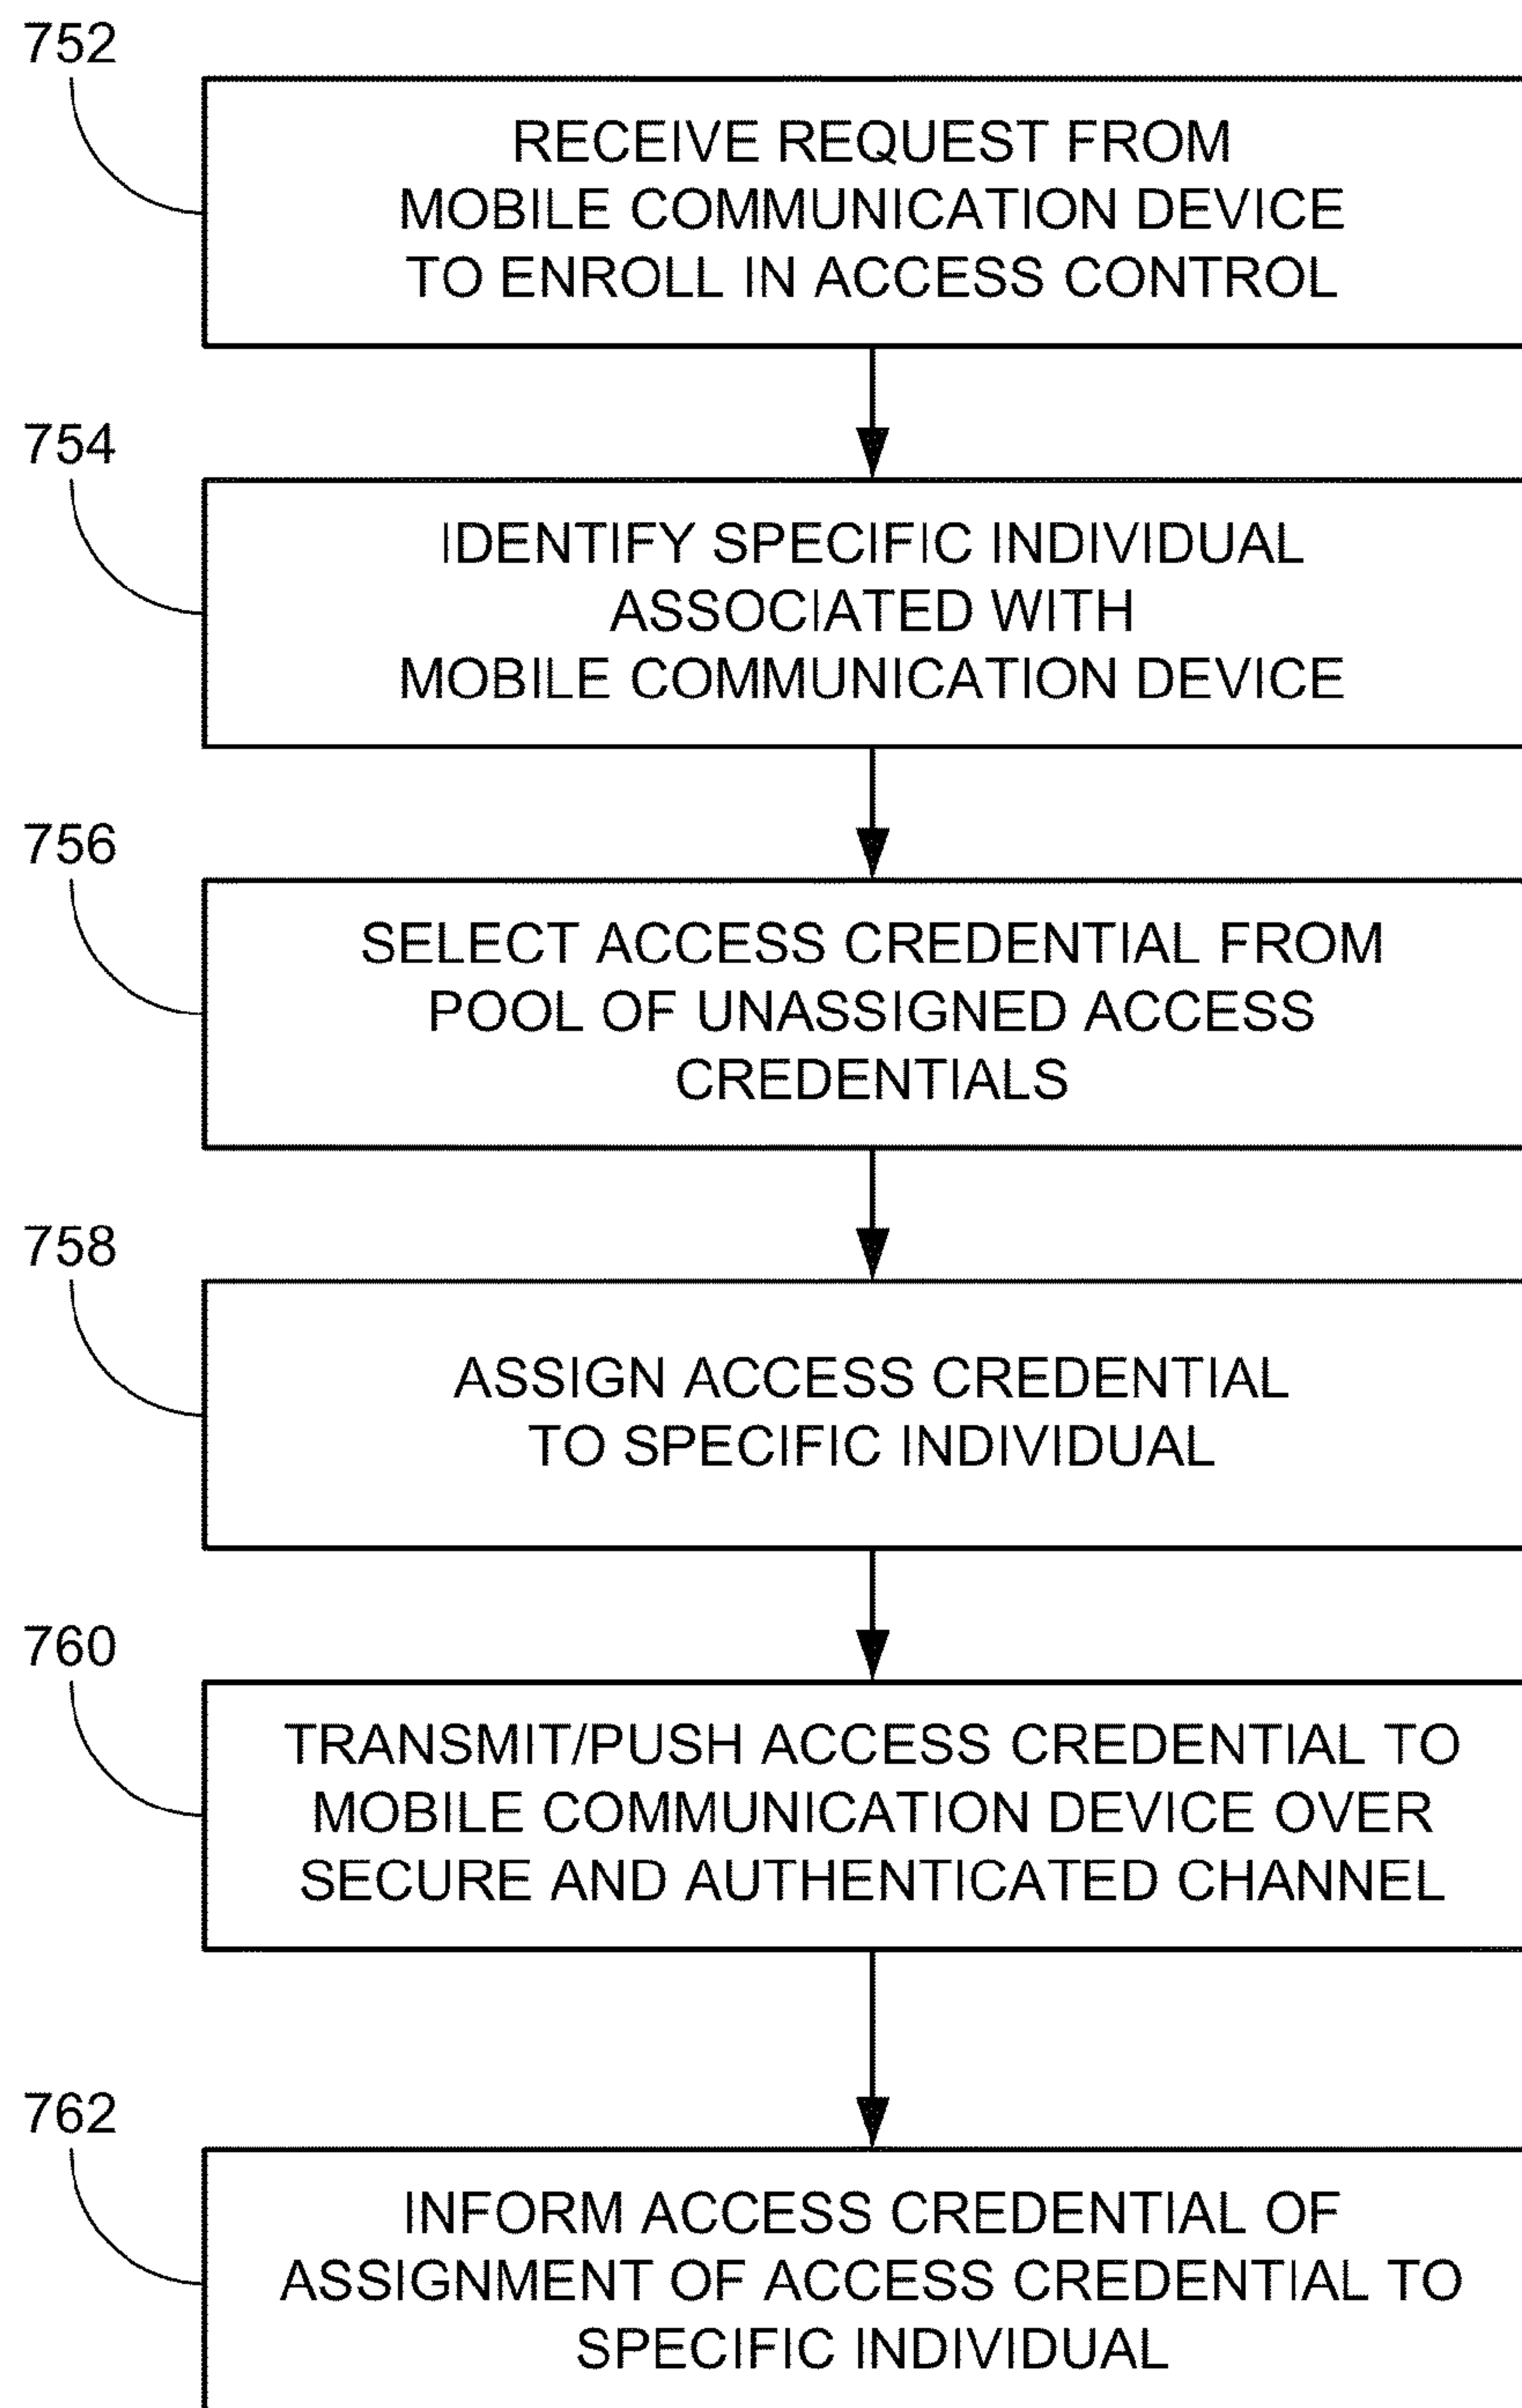 752
RECEIVE REQUEST FROM
MOBILE COMMUNICATION DEVICE
TO ENROLL IN ACCESS CONTROL
754
IDENTIFY SPECIFIC INDIVIDUAL
ASSOCIATED WITH
MOBILE COMMUNICATION DEVICE
756
SELECT ACCESS CREDENTIAL FROM
POOL OF UNASSIGNED ACCESS
CREDENTIALS
758
ASSIGN ACCESS CREDENTIAL
TO SPECIFIC INDIVIDUAL
760
TRANSMIT/PUSH ACCESS CREDENTIAL TO
MOBILE COMMUNICATION DEVICE OVER
SECURE AND AUTHENTICATED CHANNEL
762
INFORM ACCESS CREDENTIAL OF
ASSIGNMENT OF ACCESS CREDENTIAL TO
SPECIFIC INDIVIDUAL